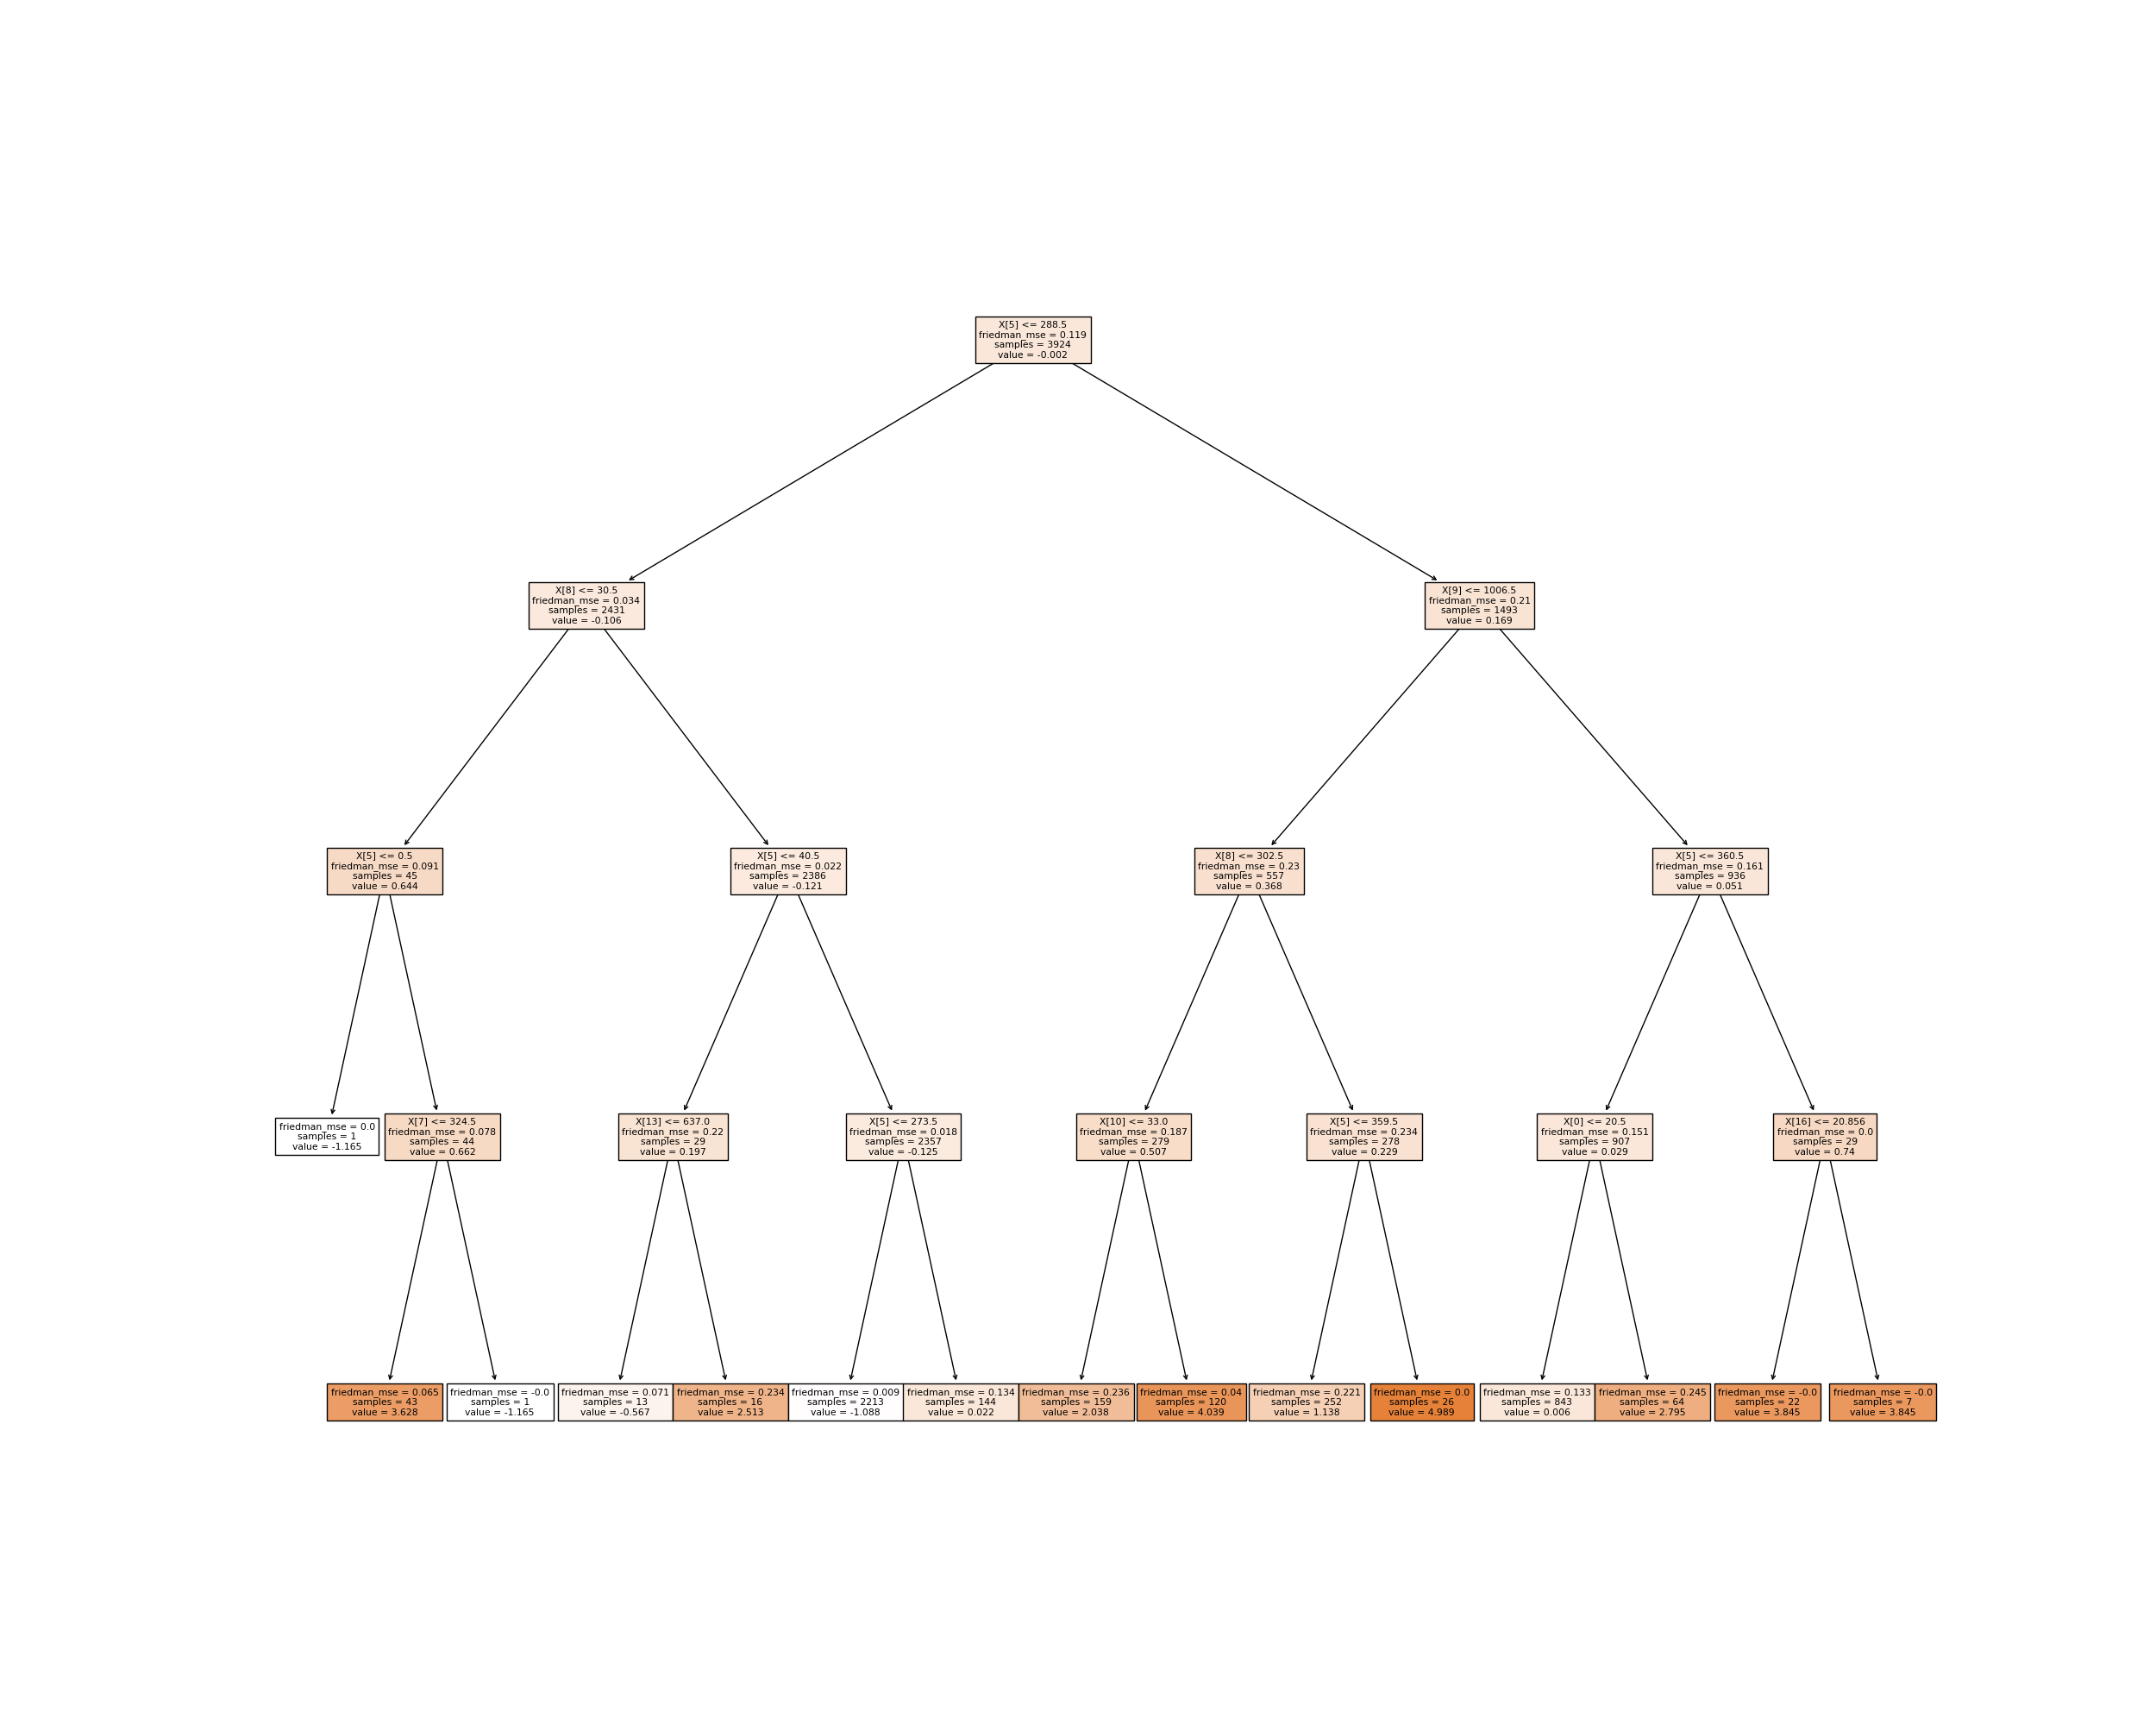 X[5] <= 288.5
friedman_mse = 0.119
samples = 3924
value = -0.002
X[8] <= 30.5
friedman_mse = 0.034
samples = 2431
value = -0.106
X[9] <= 1006.5
friedman_mse = 0.21
samples = 1493
value = 0.169
X[5] <= 0.5
friedman_mse = 0.091
samples = 45
value = 0.644
X[5] <= 40.5
friedman_mse = 0.022
samples = 2386
value = -0.121
X[8] <= 302.5
friedman_mse = 0.23
samples = 557
value = 0.368
X[5] <= 360.5
friedman_mse = 0.161
samples = 936
value = 0.051
friedman_mse = 0.0
samples = 1
value = -1.165
X[7] <= 324.5
friedman_mse = 0.078
samples = 44
value = 0.662
X[13] <= 637.0
friedman_mse = 0.22
samples = 29
value = 0.197
X[5] <= 273.5
friedman_mse = 0.018
samples = 2357
value = -0.125
X[10] <= 33.0
friedman_mse = 0.187
samples = 279
value = 0.507
X[5] <= 359.5
friedman_mse = 0.234
samples = 278
value = 0.229
X[0] <= 20.5
friedman_mse = 0.151
samples = 907
value = 0.029
X[16] <= 20.856
friedman_mse = 0.0
samples = 29
value = 0.74
friedman_mse = 0.065
samples = 43
value = 3.628
friedman_mse = -0.0
samples = 1
value = -1.165
friedman_mse = 0.071
samples = 13
value = -0.567
friedman_mse = 0.234
samples = 16
value = 2.513
friedman_mse = 0.009
samples = 2213
value = -1.088
friedman_mse = 0.134
samples = 144
value = 0.022
friedman_mse = 0.236
samples = 159
value = 2.038
friedman_mse = 0.04
samples = 120
value = 4.039
friedman_mse = 0.221
samples = 252
value = 1.138
friedman_mse = 0.0
samples = 26
value = 4.989
friedman_mse = 0.133
samples = 843
value = 0.006
friedman_mse = 0.245
samples = 64
value = 2.795
friedman_mse = -0.0
samples = 22
value = 3.845
friedman_mse = -0.0
samples = 7
value = 3.845